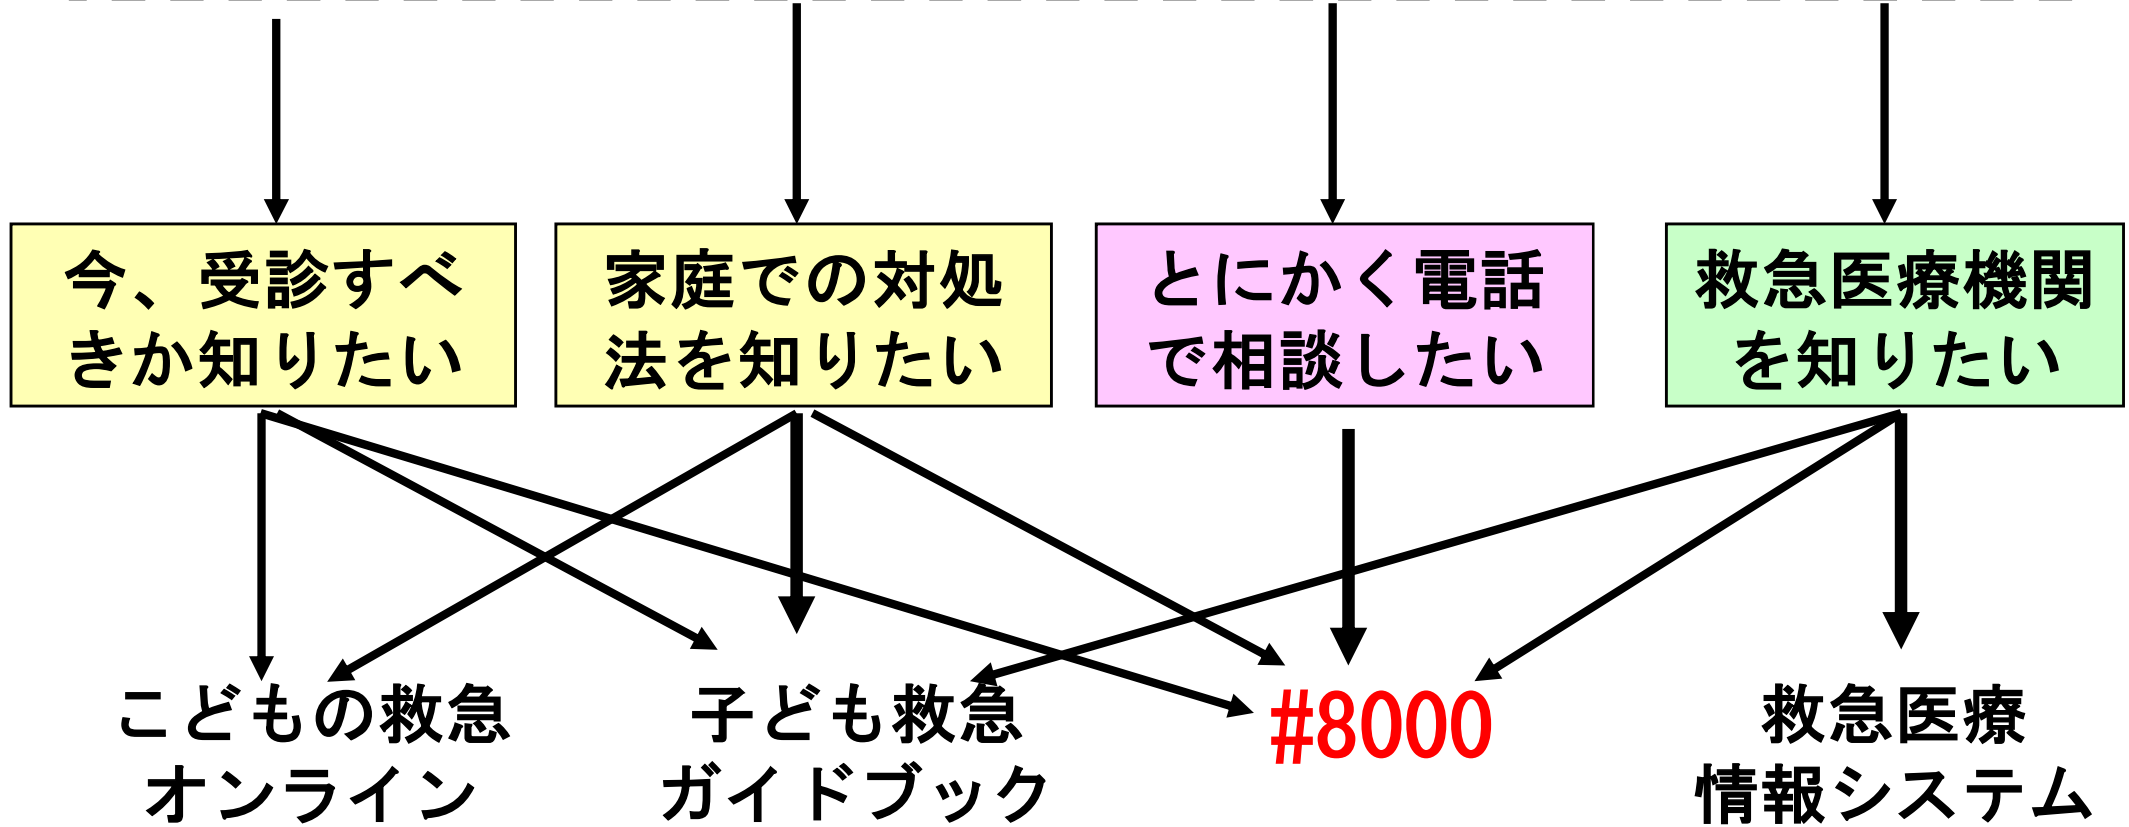 今、受診すべ
きか知りたい
家庭での対処
法を知りたい
とにかく電話
で相談したい
救急医療機関
を知りたい
こどもの救急
オンライン
子ども救急
ガイドブック
#8000
救急医療
情報システム